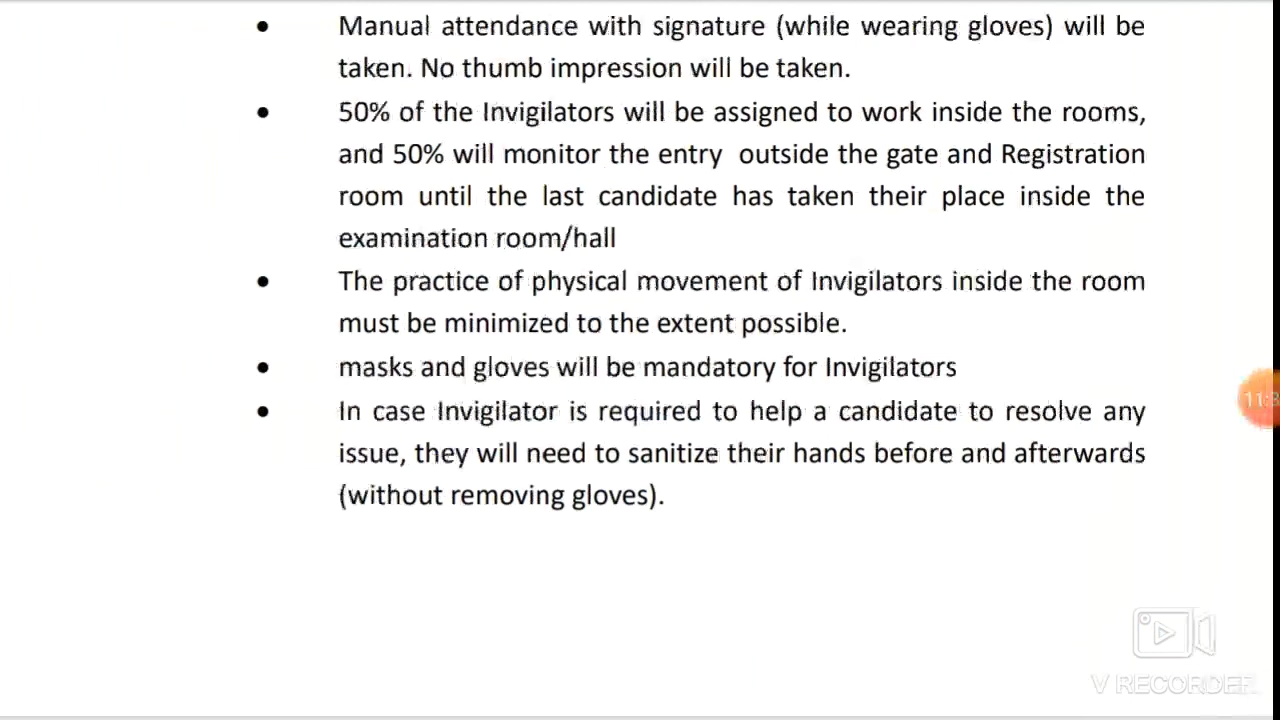 • Manual attendance with signature (while wearing gloves) will be
taken. No thumb impression will be taken.
• 50% of the Invigilators will be assigned to work inside the rooms,
and 50% will monitor the entry outside the gate and Registration
room until the last candidate has taken their place inside the
examination room/hall
• The practice of physical movement of Invigilators inside the room
must be minimized to the extent possible.
• masks and gloves will be mandatory for Invigilators
• In case Invigilator is required to help a candidate to resolve any
issue, they will need to sanitize their hands before and afterwards
(without removing gloves).
V RECORDER